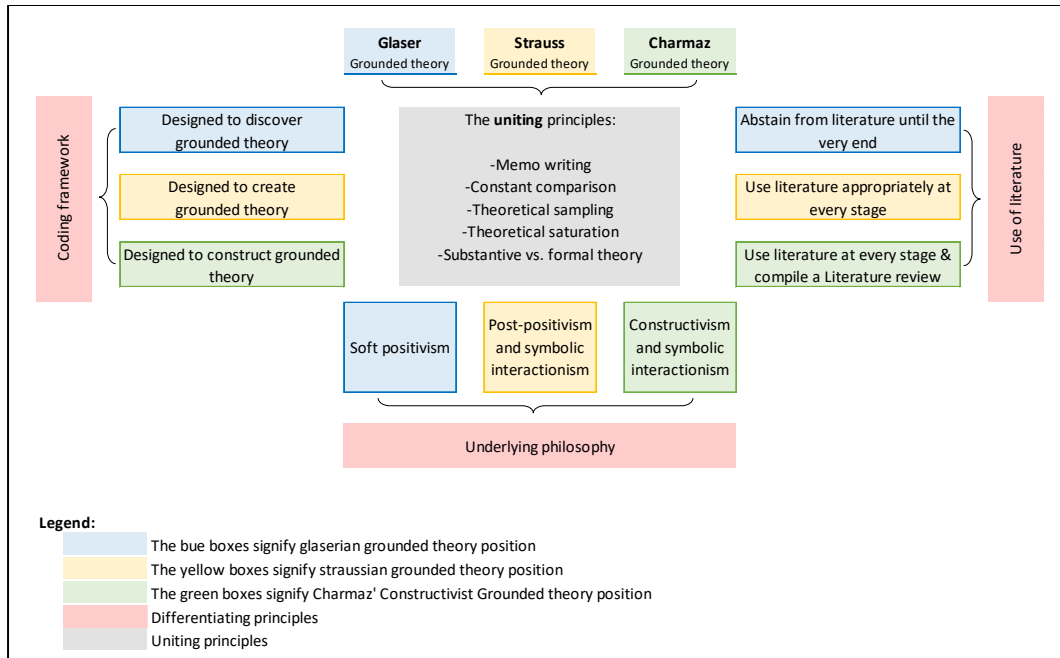 Glaser
Grounded theory
Strauss
Grounded theory
Charmaz
Grounded theory
Coding framework
Designed to discover
grounded theory
Designed to create
grounded theory
Designed to construct grounded
theory
The uniting principles:
-Memo writing
-Constant comparison
-Theoretical sampling
-Theoretical saturation
-Substantive vs. formal theory
Abstain from literature until the
very end
Use literature appropriately at
every stage
Use literature at every stage &
compile a Literature review
Use of literature
Soft positivism
Post-positivism
and symbolic
interactionism
Constructivism
and symbolic
interactionism
Underlying philosophy
Legend:
The bue boxes signify glaserian grounded theory position
The yellow boxes signify straussian grounded theory position
The green boxes signify Charmaz' Constructivist Grounded theory position
Differentiating principles
Uniting principles